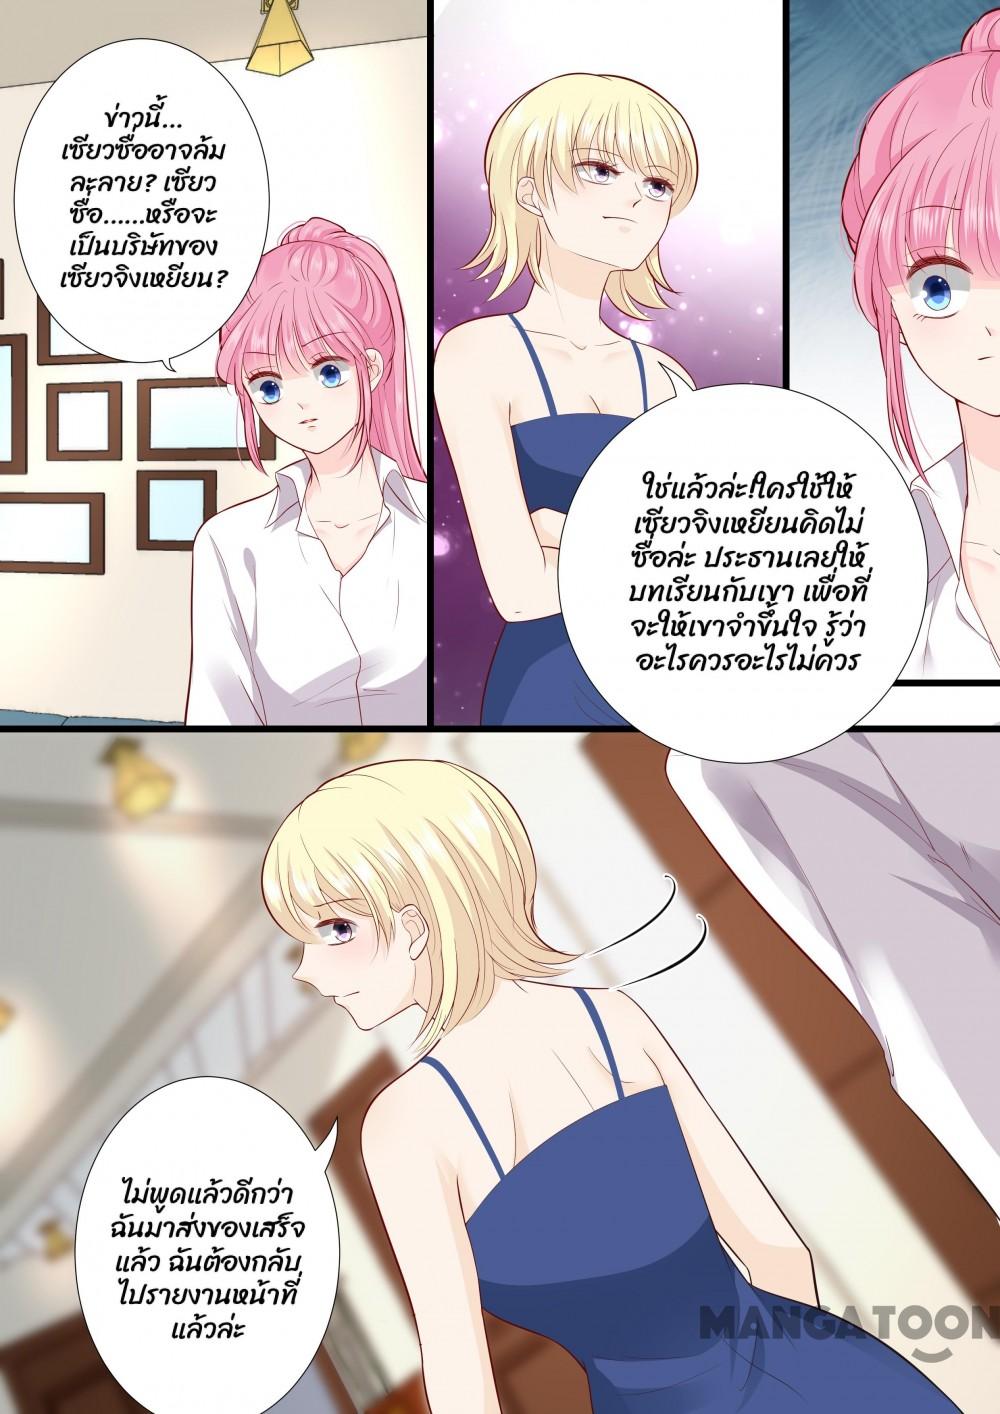 ข่าวนี้...
เซียวซื่ออาจล้ม
ละลาย? เซียว
ซื่อ......หรือจะ
เป็นบริษัทของ
เซียวจิงเหยียน?
ใช่แล้วล่ะ!ใครใช้ให้
เซียวจิงเหยียนคิดไม่
ซื่อล่ะ ประธานเลยให้
บทเรียนกับเขา เพื่อที่
จะให้เขาจำขึ้นใจ รู้ว่า
อะไรควรอะไรไม่ควร
ไม่พูดแล้วดีกว่า
ฉันมาส่งของเสร็จ
แล้ว ฉันต้องกลับ
ไปรายงานหน้าที่
แล้วล่ะ
MANGATOON